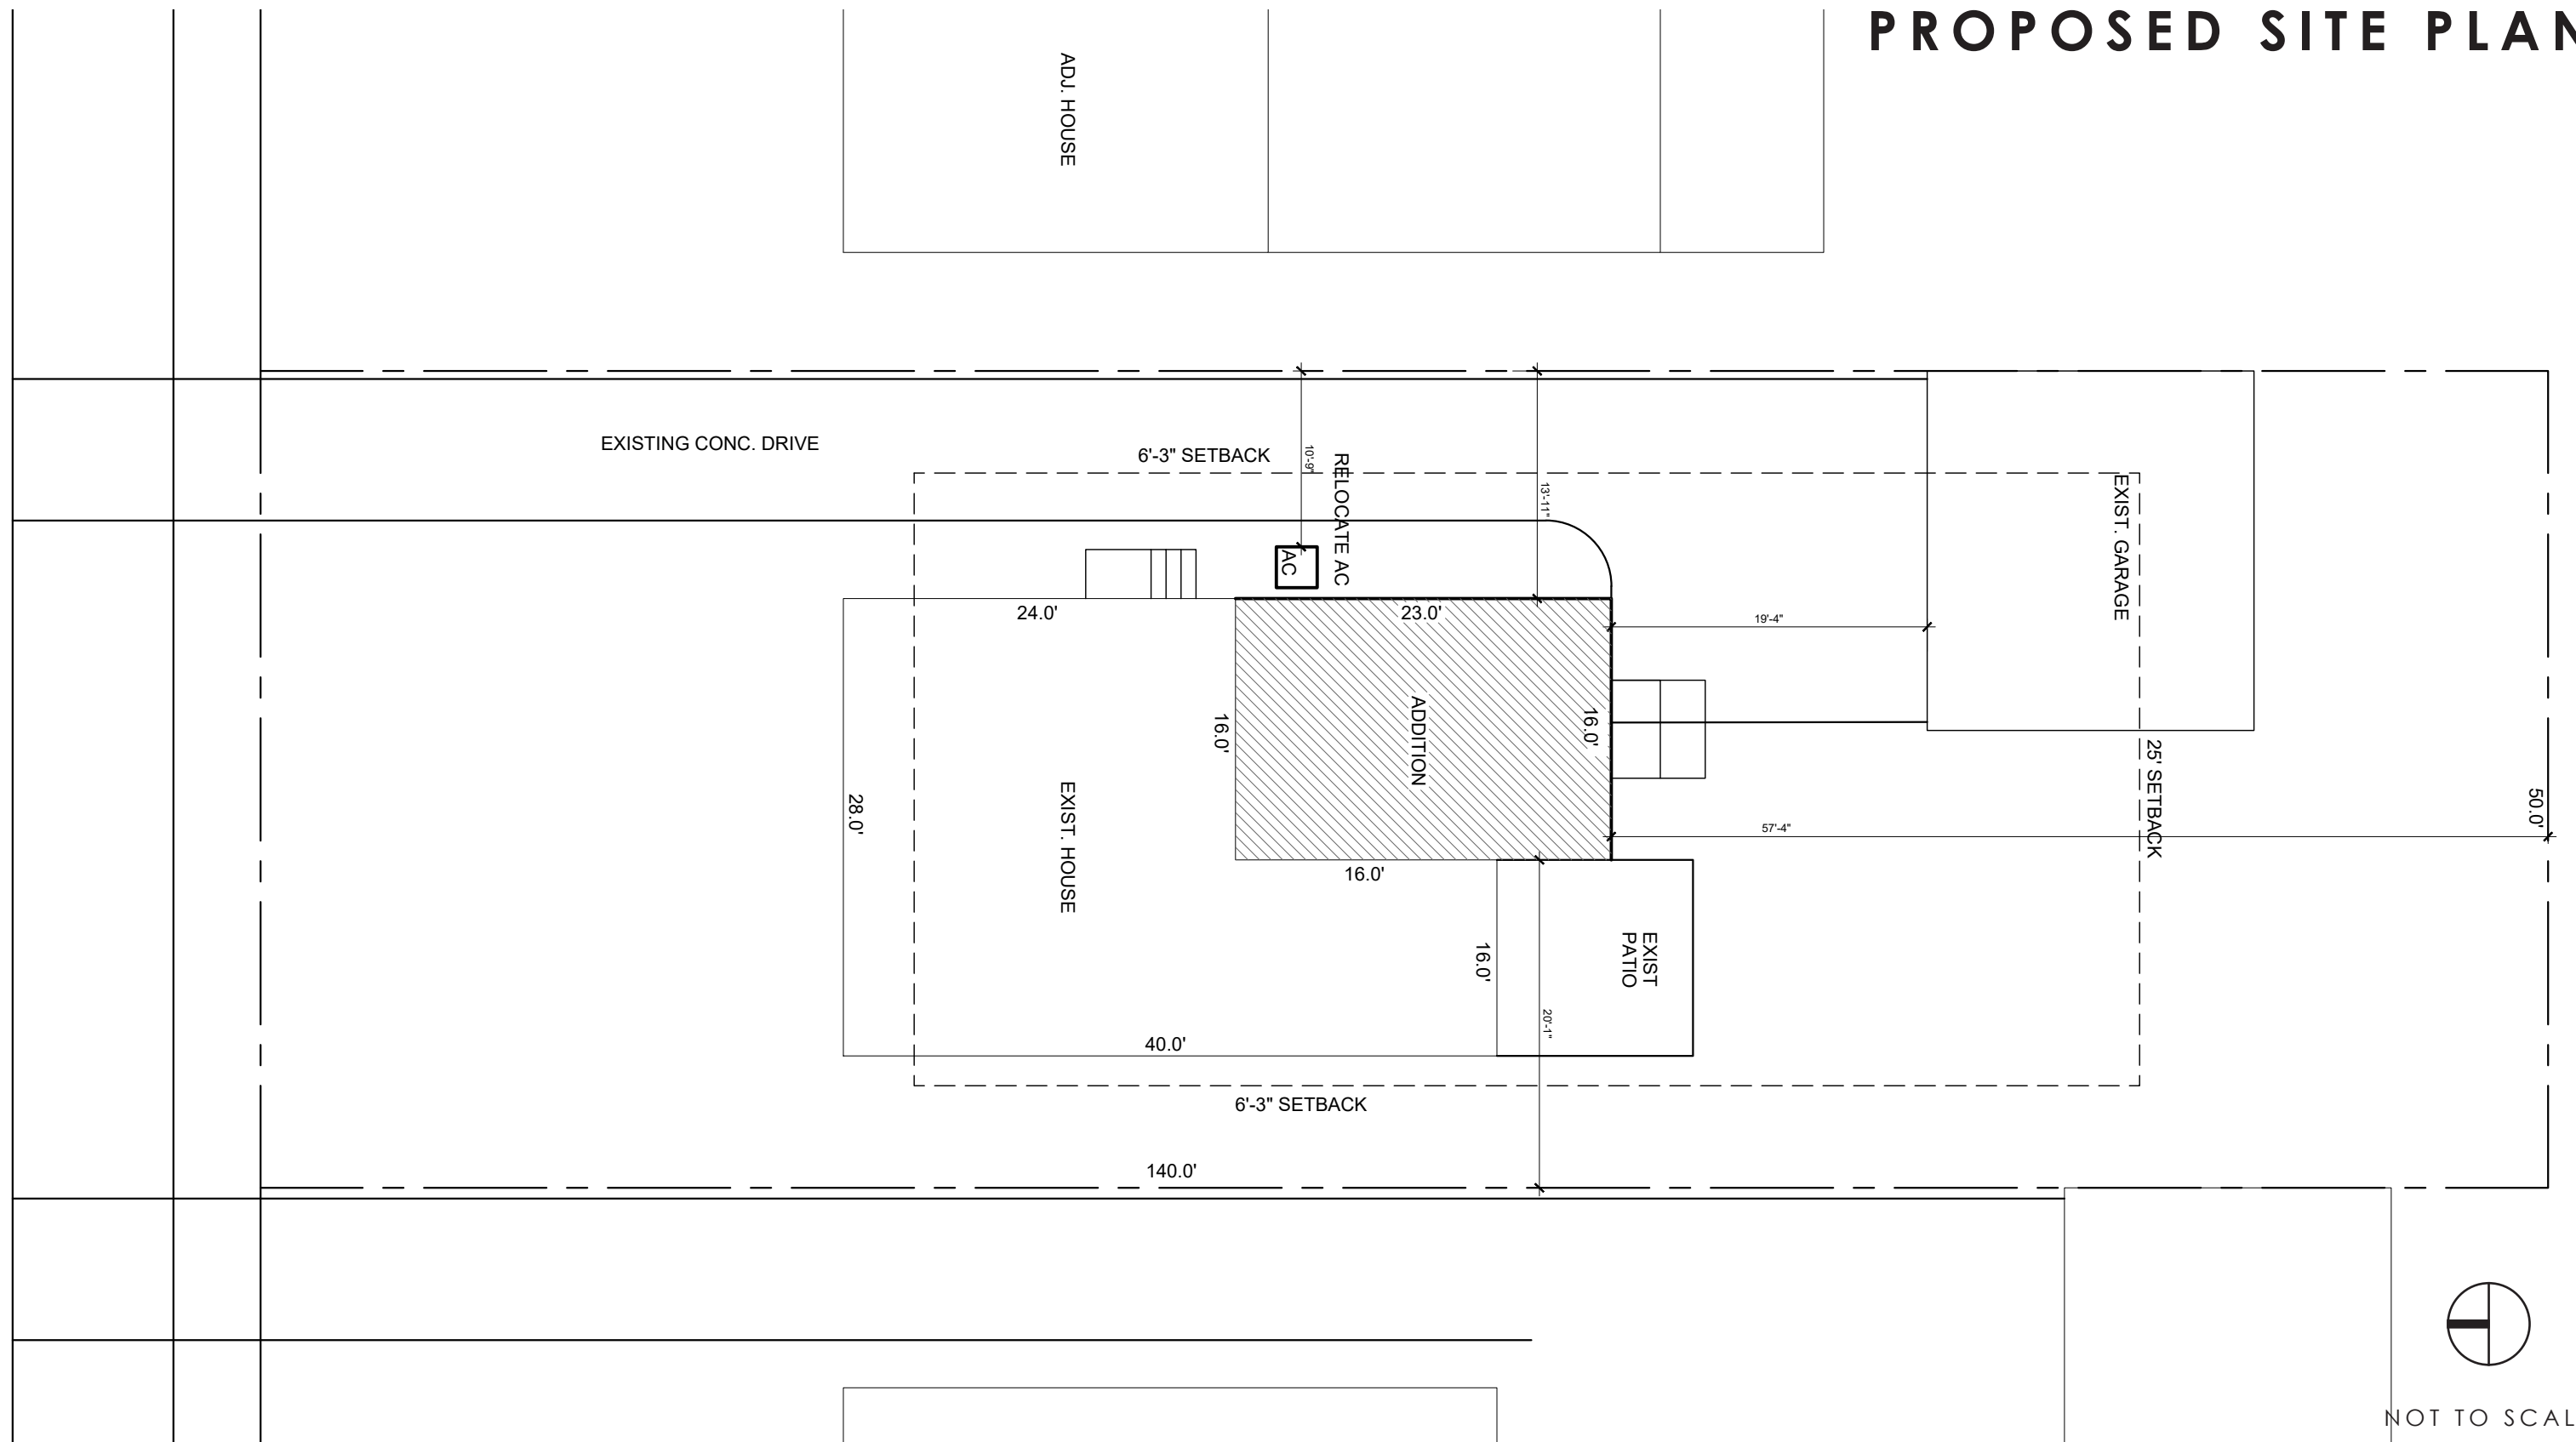 PROPOSED SITE PLAN
ADJ. HOUSE
EXISTING CONC. DRIVE
6'-3" SETBACK
10'-9"
RELOCATE AC
13'-11"
AC
EXIST. GARAGE
24.0'
23.0'
19'-4"
16.0'
ADDITION
16.0'
28.0'
EXIST. HOUSE
25' SETBACK
50.0'
57'-4"
16.0'
16.0'
EXIST
PATIO
20'-1"
40.0'
6'-3" SETBACK
140.0'
NOT TO SCAL